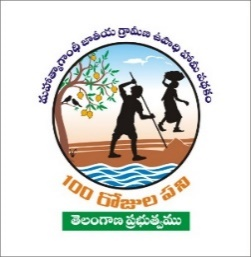 మహాత్మాగాంధీ జాతీయ గ్రామీణ ఉపాధి హామీ పథకం
100 రోజుల పని
తెలంగాణ ప్రభుత్వము